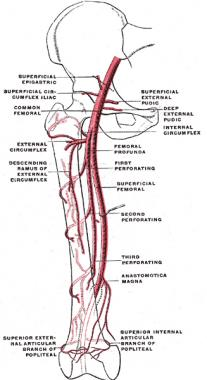 SUPERFICIAL
EPIGASTRIC
SUPERFICIAL CIR-
CUMFLEX ILIAC
COMMON
FEMORAL
EXTERNAL
CIRCUMFLEX
DESCENDING
RAMUS OF
EXTERNAL
CIRCUMFLEX
SUPERIOR EXTER-
NAL ARTICULAR
BRANCH OF
POPLITEAL
SUPERFICIAL
EXTERNAL
PUDIC
DEEP
EXTERNAL
PUDIC
INTERNAL
CIRCUMFLEX
FEMORAL
PROFUNDA
FIRST
PERFORATING
SUPERFICIAL
FEMORAL
SECOND
PERFORATING
THIRD
PERFORATING
ANASTOMOTICA
MAGNA
SUPERIOR INTERNAL
ARTICULAR
BRANCH OF
POPLITEAL